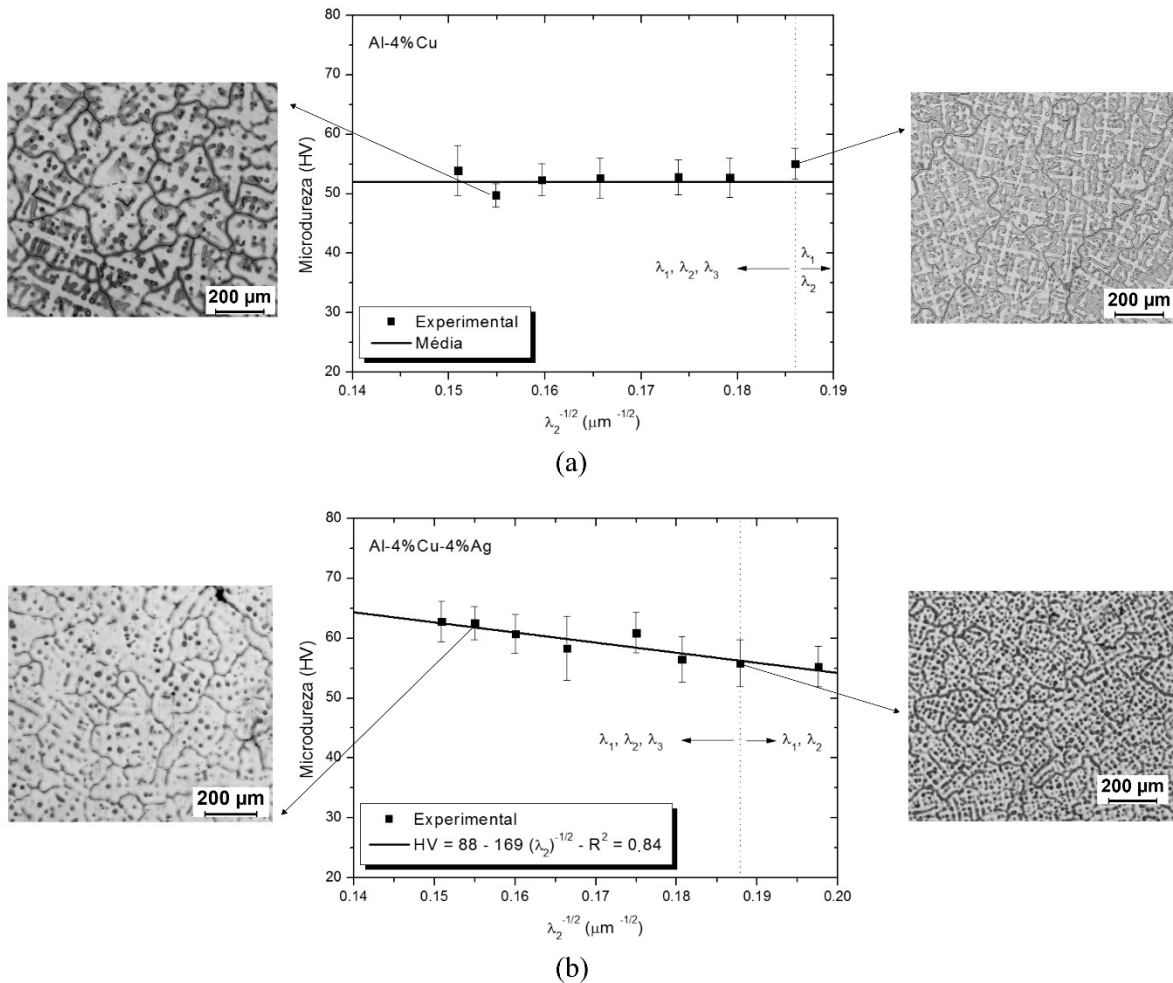 Al-4%Cu
80
70
60
50
40
30
20
Microdureza (HV)
λ₁, λ₂, λ₃
λ₁
λ₂
Experimental
Média
0.14 0.15 0.16 0.17 0.18 0.19
λ₂⁻¹/² (μm ⁻¹/²)
200 µm
200 µm
(a)
Al-4%Cu-4%Ag
80
70
60
50
40
30
20
Microdureza (HV)
λ₁, λ₂, λ₃
λ₁, λ₂
Experimental
HV = 88 - 169 (λ₂)⁻¹/² - R² = 0.84
0.14 0.15 0.16 0.17 0.18 0.19 0.20
λ₂⁻¹/² (μm ⁻¹/²)
200 µm
200 µm
(b)